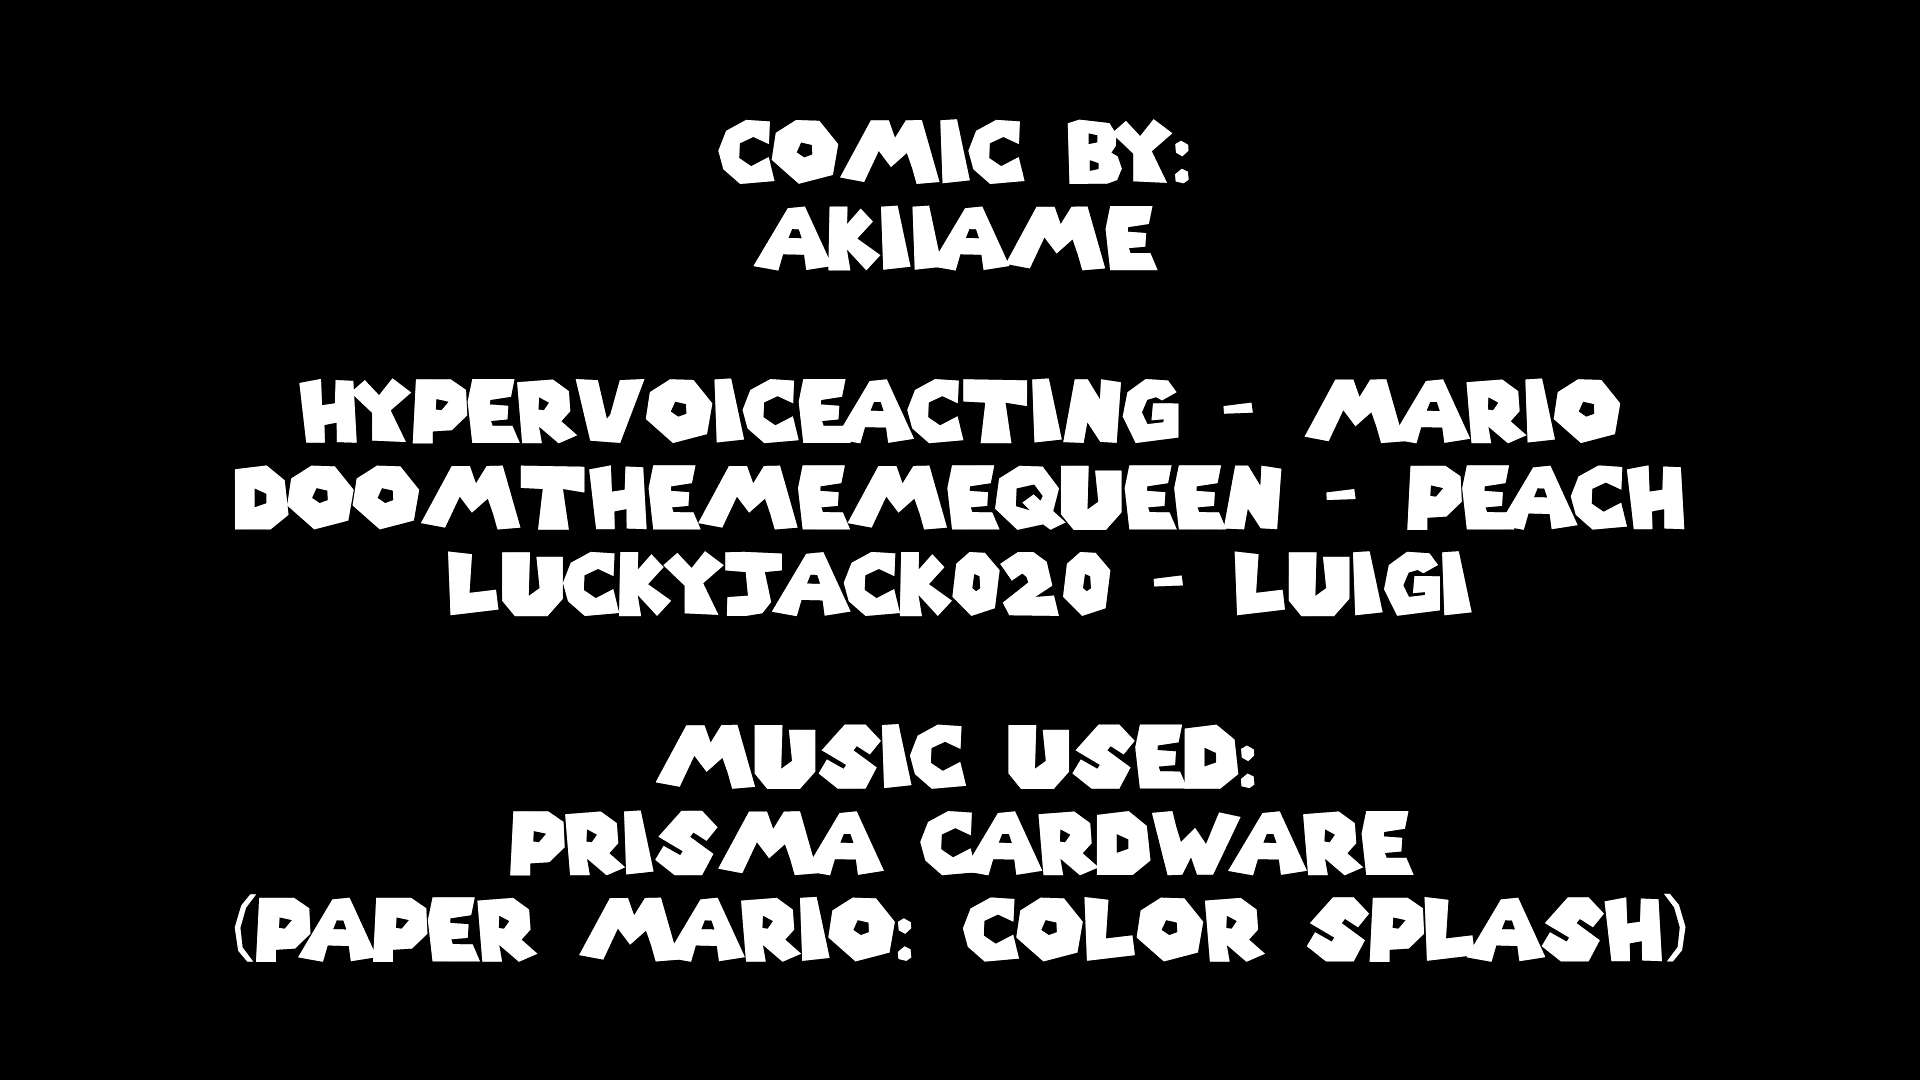 COMIC BY:
AKILAME
HYPERVOICEACTING - MARIO
DOOMTHEMEMEQUEEN - PEACH
LUCKYJACK020 - LUIGI
MUSIC USED:
PRISMA CARDWARE
(PAPER MARIO: COLOR SPLASH)